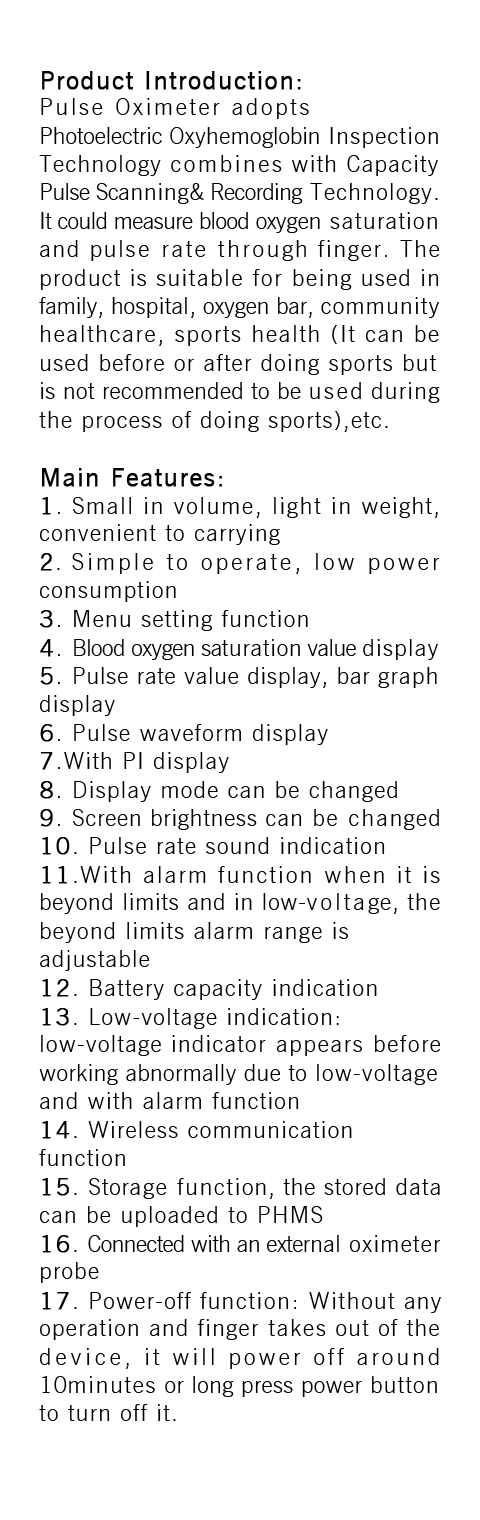 Product Introduction:
Pulse Oximeter adopts
Photoelectric Oxyhemoglobin Inspection
Technology combines with Capacity
Pulse Scanning& Recording Technology.
It could measure blood oxygen saturation
and pulse rate through finger. The
product is suitable for being used in
family, hospital, oxygen bar, community
healthcare, sports health (It can be
used before or after doing sports but
is not recommended to be used during
the process of doing sports),etc.
Main Features:
1. Small in volume, light in weight,
convenient to carrying
2. Simple to operate, low power
consumption
3. Menu setting function
4. Blood oxygen saturation value display
5. Pulse rate value display, bar graph
display
6. Pulse waveform display
7.With PI display
8. Display mode can be changed
9. Screen brightness can be changed
10. Pulse rate sound indication
11.With alarm function when it is
beyond limits and in low-voltage, the
beyond limits alarm range is
adjustable
12. Battery capacity indication
13. Low-voltage indication:
low-voltage indicator appears before
working abnormally due to low-voltage
and with alarm function
14. Wireless communication
function
15. Storage function, the stored data
can be uploaded to PHMS
16. Connected with an external oximeter
probe
17. Power-off function: Without any
operation and finger takes out of the
device, it will power off around
10minutes or long press power button
to turn off it.